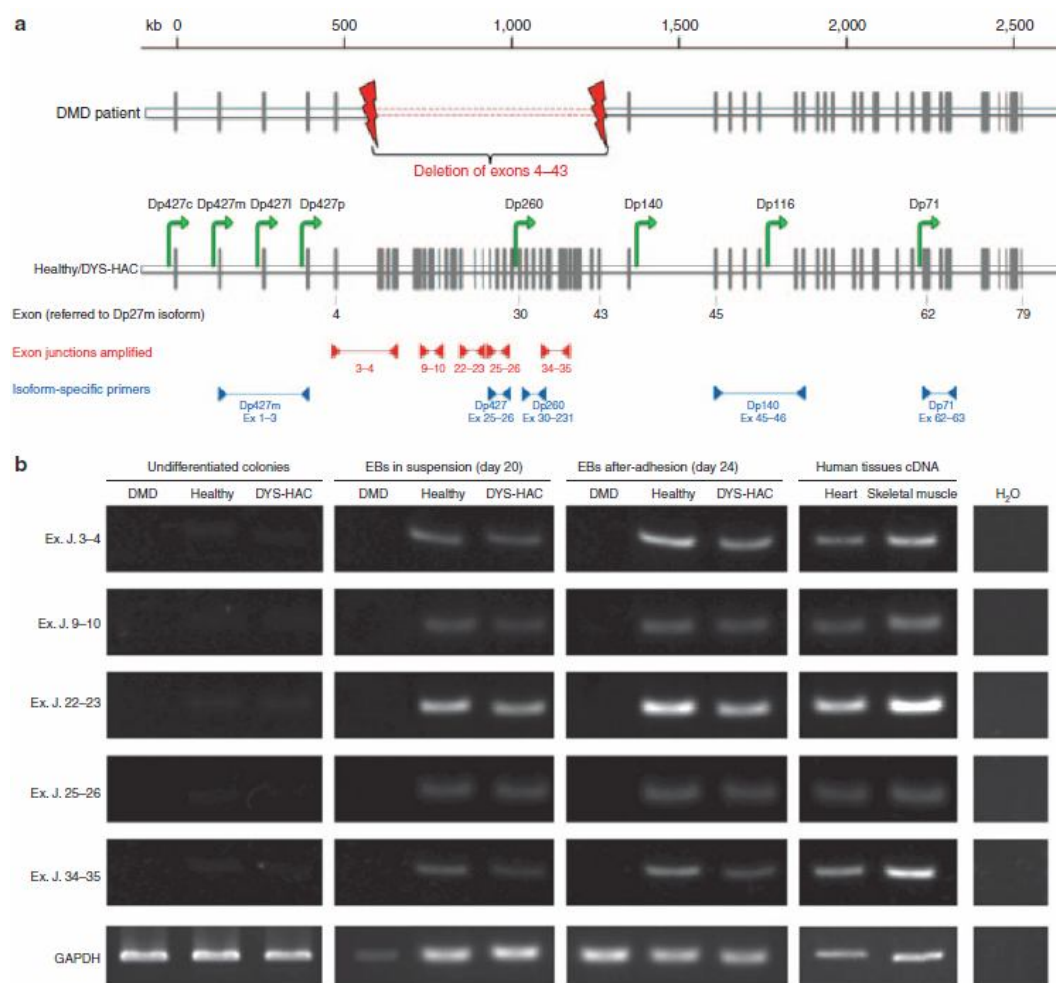 a
kb 0 500 1,000 1,500 2,000 2,500
DMD patient
Deletion of exons 4–43
Dp427c Dp427m Dp427l Dp427p Dp260 Dp140 Dp116 Dp71
Healthy/DYS-HAC
Exon (referred to Dp27m isoform) 4 30 43 45 62 79
Exon junctions amplified
3–4 9–10 22–23 25–26 34–35
Isoform-specific primers
Dp427m Dp427 Dp260 Dp140 Dp71
Ex 1–3 Ex 25–26 Ex 30–231 Ex 45–46 Ex 62–63
b
Undifferentiated colonies EBs in suspension (day 20) EBs after-adhesion (day 24) Human tissues cDNA
DMD Healthy DYS-HAC DMD Healthy DYS-HAC DMD Healthy DYS-HAC Heart Skeletal muscle H₂O
Ex. J. 3–4
Ex. J. 9–10
Ex. J. 22–23
Ex. J. 25–26
Ex. J. 34–35
GAPDH